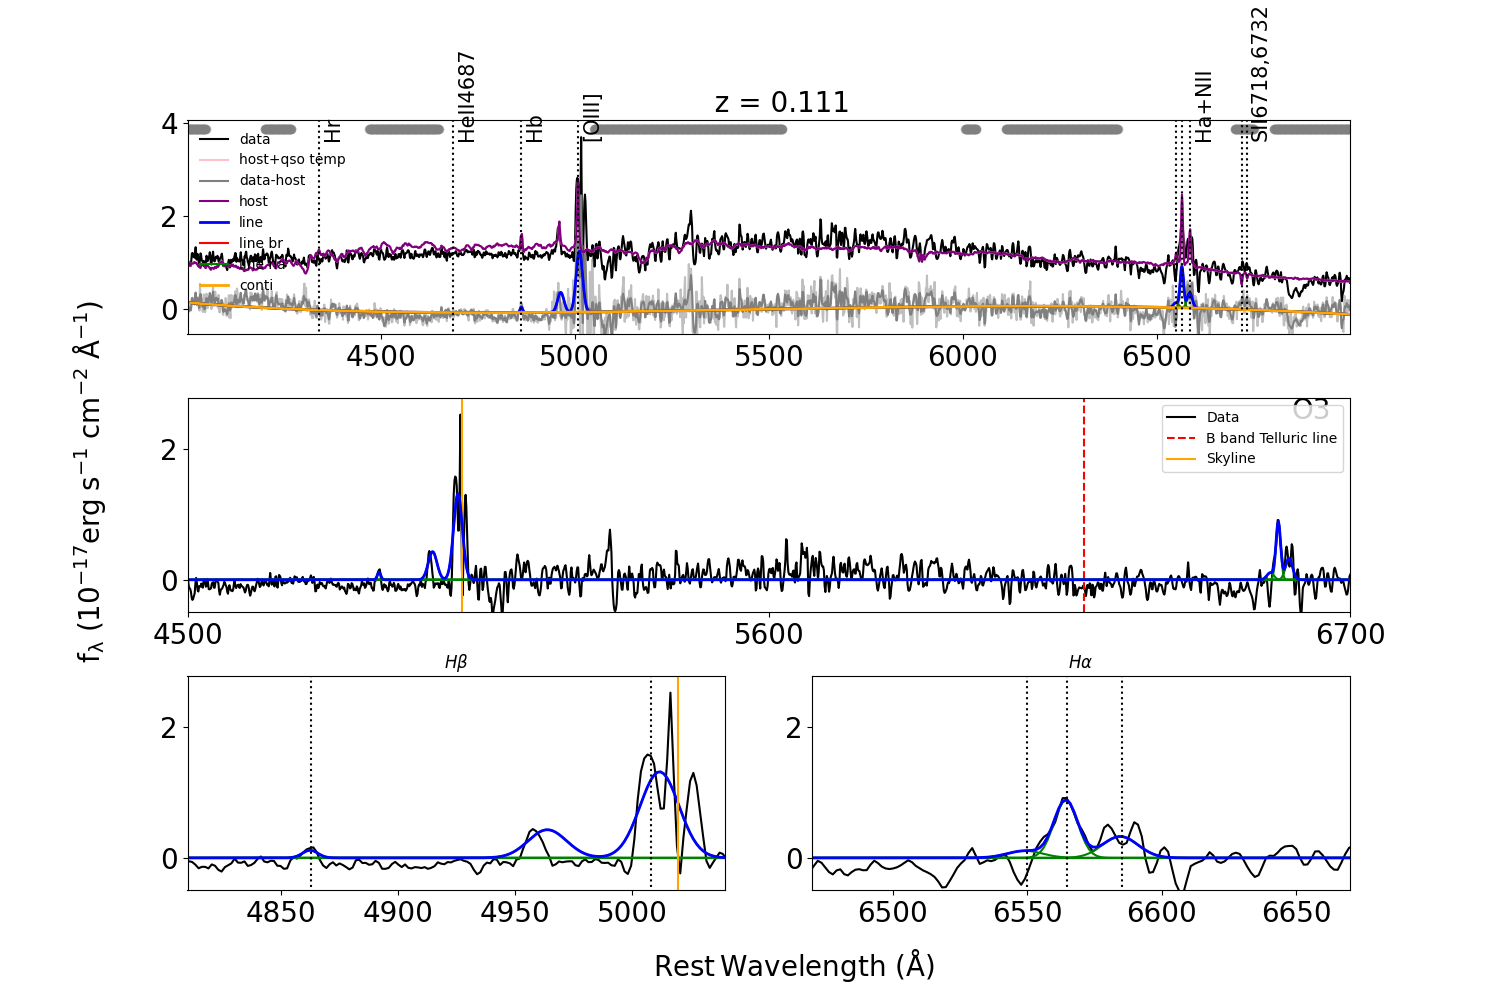 z = 0.111
Hr
HeII4687
Hb
[OIII]
Ha+NII
SII6718,6732
4
2
0
data
host+qso temp
data-host
host
line
line br
conti
4500 5000 5500 6000 6500
fλ (10⁻¹⁷erg s⁻¹ cm⁻² Å⁻¹)
O3
Data
B band Telluric line
Skyline
2
0
4500 5600 6700
Hβ
2
0
4850 4900 4950 5000
Hα
2
0
6500 6550 6600 6650
Rest Wavelength (Å)